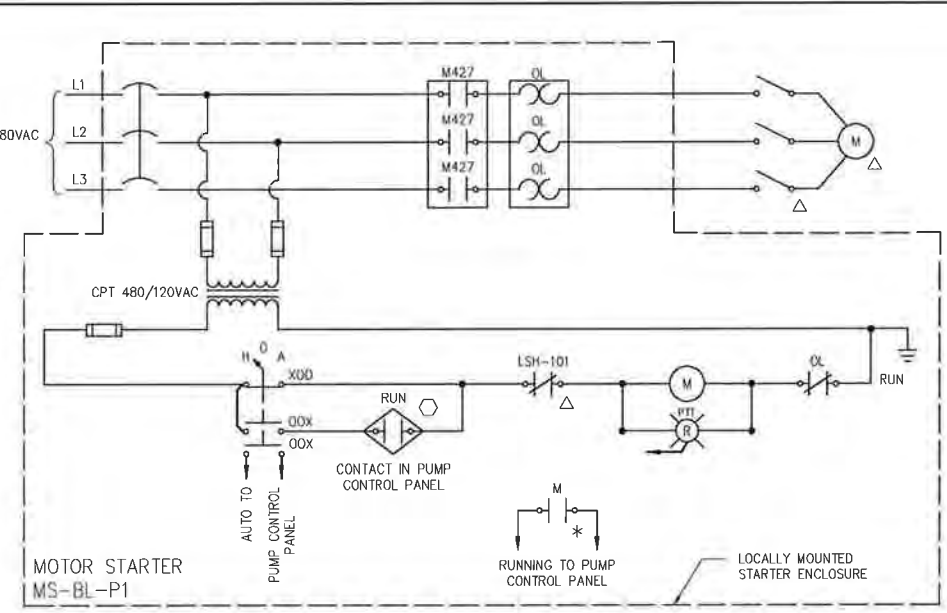 M427
OL
L1
M427
OL
80VAC
L2
M
M427
OL
L3
CPT 480/120VAC
H O A
XOO
LSH-101
OL
RUN
M
RUN
OOX
PTT
R
OOX
CONTACT IN PUMP
CONTROL PANEL
AUTO TO
PUMP CONTROL
PANEL
M
*
RUNNING TO PUMP
CONTROL PANEL
LOCALLY MOUNTED
STARTER ENCLOSURE
MOTOR STARTER
MS-BL-P1